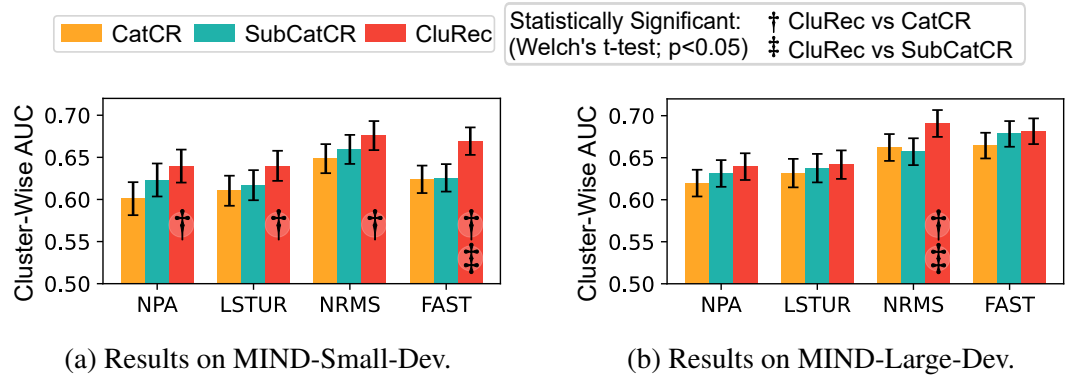 CatCR SubCatCR CluRec
Statistically Significant:
(Welch's t-test; p<0.05)
† CluRec vs CatCR
‡ CluRec vs SubCatCR
Cluster-Wise AUC
0.70
0.65
0.60
0.55
0.50
† † † †
‡
NPA LSTUR NRMS FAST
(a) Results on MIND-Small-Dev.
Cluster-Wise AUC
0.70
0.65
0.60
0.55
0.50
†
‡
NPA LSTUR NRMS FAST
(b) Results on MIND-Large-Dev.